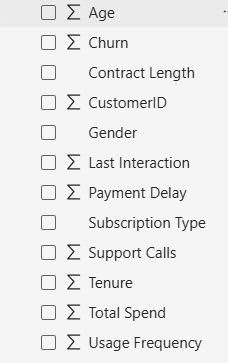 Age
Churn
Contract Length
CustomerID
Gender
Last Interaction
Payment Delay
Subscription Type
Support Calls
Tenure
Total Spend
Usage Frequency